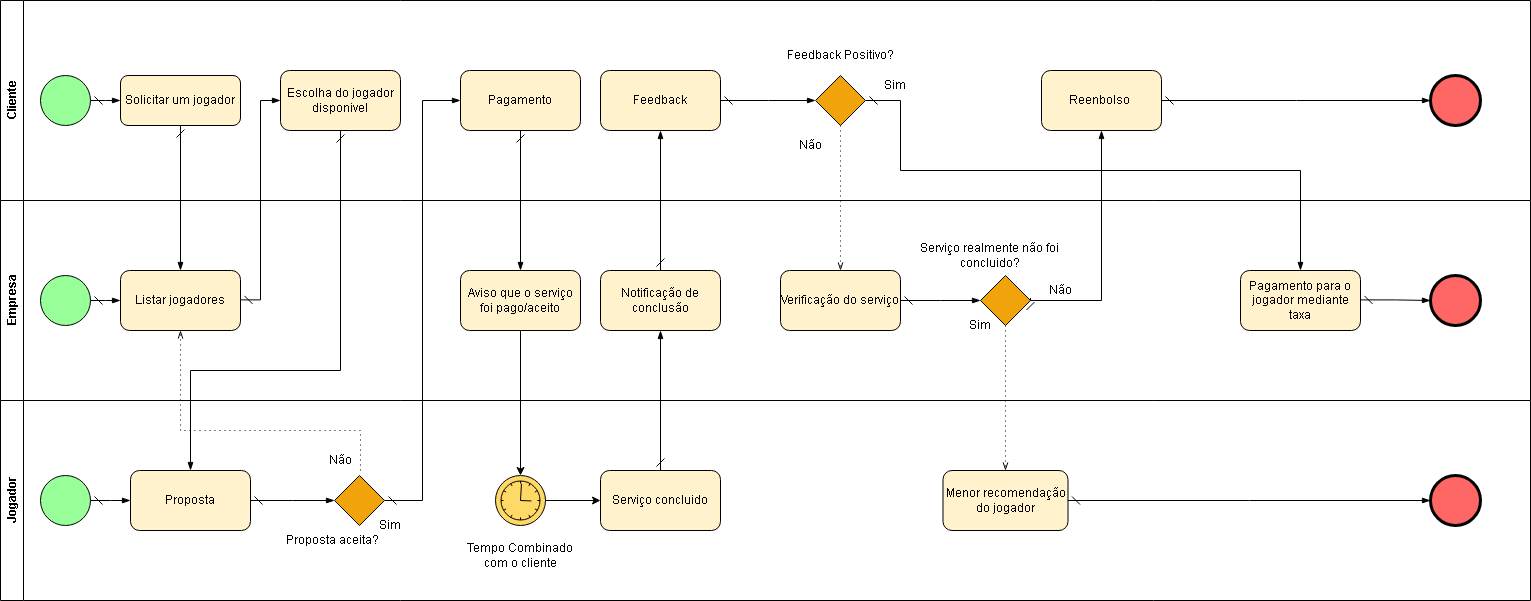 Cliente
Solicitar um jogador
Escolha do jogador
disponivel
Pagamento
Feedback
Feedback Positivo?
Sim
Não
Reenbolso
Empresa
Listar jogadores
Aviso que o serviço
foi pago/aceito
Notificação de
conclusão
Verificação do serviço
Serviço realmente não foi
concluido?
Não
Sim
Pagamento para o
jogador mediante
taxa
Jogador
Proposta
Não
Sim
Proposta aceita?
Tempo Combinado
com o cliente
Serviço concluido
Menor recomendação
do jogador